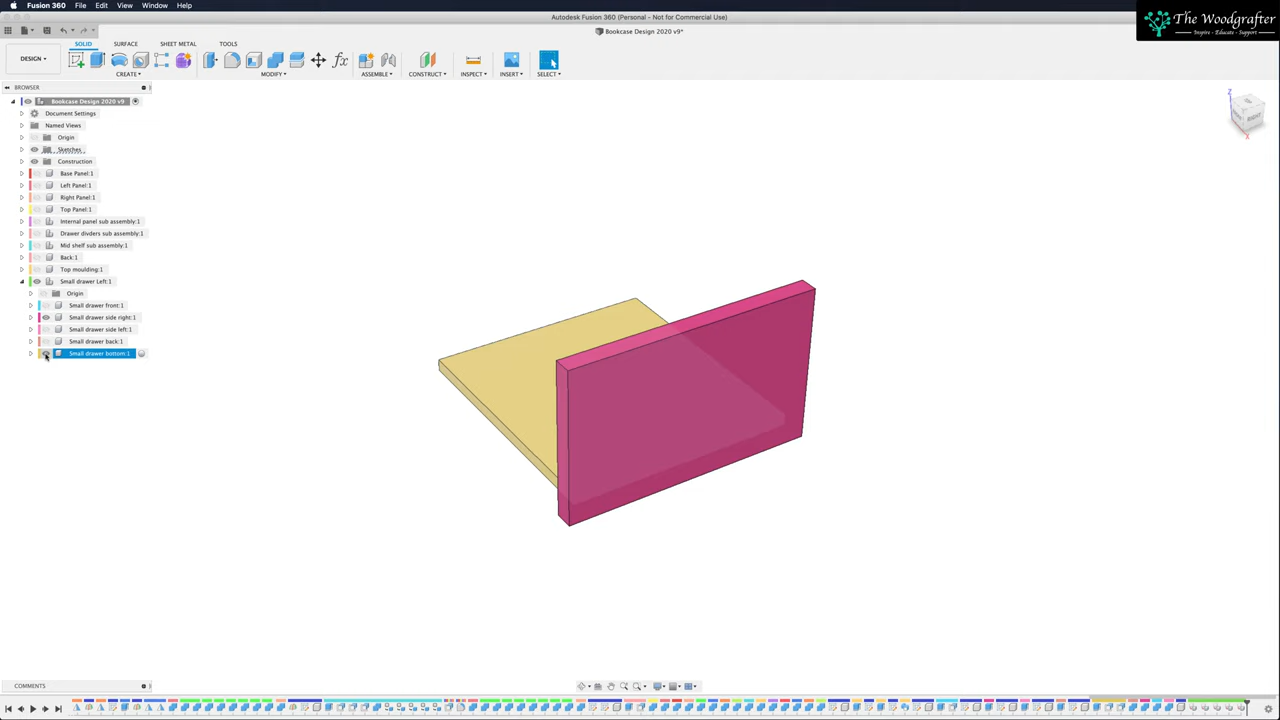 Fusion 360 File Edit View Window Help
Autodesk Fusion 360 (Personal - Not for Commercial Use)
The Woodgrafter
Inspire - Educate - Support
Bookcase Design 2020 v9*
SOLID SURFACE SHEET METAL TOOLS
DESIGN
CREATE MODIFY ASSEMBLE CONSTRUCT INSPECT INSERT SELECT
BROWSER
Bookcase Design 2020 v9
Document Settings
Named Views
Origin
Sketches
Construction
Base Panel:1
Left Panel:1
Right Panel:1
Top Panel:1
Internal panel sub assembly:1
Drawer divders sub assembly:1
Mid shelf sub assembly:1
Back:1
Top moulding:1
Small drawer Left:1
Origin
Small drawer front:1
Small drawer side right:1
Small drawer side left:1
Small drawer back:1
Small drawer bottom:1
Z
RIGHT
X
COMMENTS